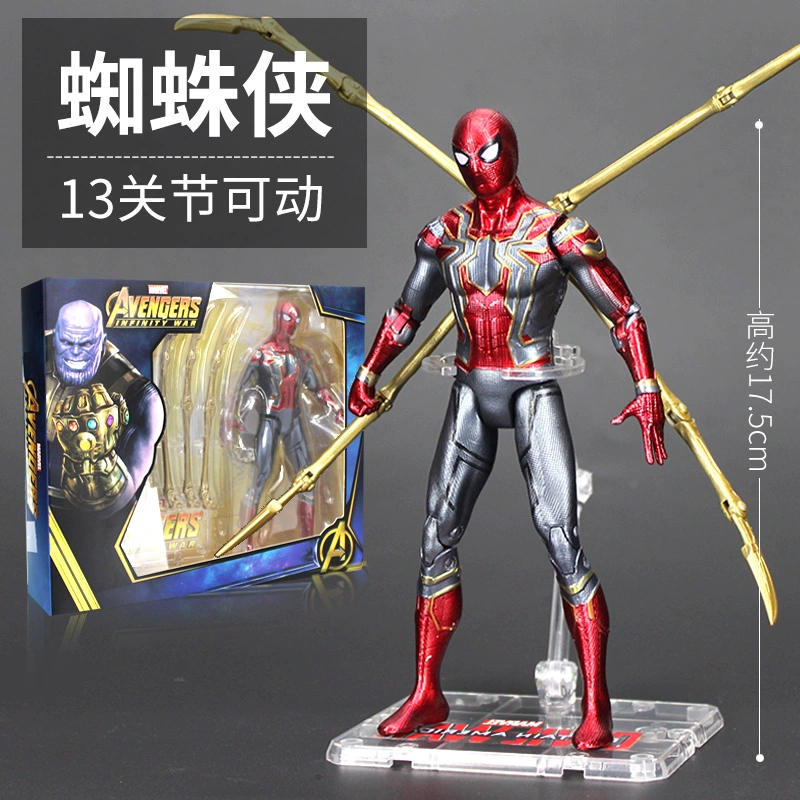 蜘蛛侠
13关节可动
MARVEL
AVENGERS
INFINITY WAR
AVENGERS
高约17.5cm
MARVEL